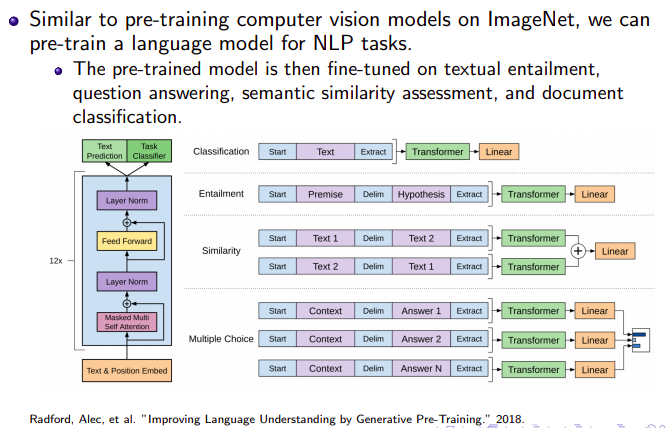 Similar to pre-training computer vision models on ImageNet, we can
pre-train a language model for NLP tasks.
The pre-trained model is then fine-tuned on textual entailment,
question answering, semantic similarity assessment, and document
classification.
Text Prediction
Task Classifier
Layer Norm
+
Feed Forward
12x
Layer Norm
+
Masked Multi Self Attention
Text & Position Embed
Classification Start Text Extract Transformer Linear
Entailment Start Premise Delim Hypothesis Extract Transformer Linear
Similarity
Start Text 1 Delim Text 2 Extract Transformer
+ Linear
Start Text 2 Delim Text 1 Extract Transformer
Multiple Choice
Start Context Delim Answer 1 Extract Transformer Linear
Start Context Delim Answer 2 Extract Transformer Linear
Start Context Delim Answer N Extract Transformer Linear
Radford, Alec, et al. "Improving Language Understanding by Generative Pre-Training." 2018.